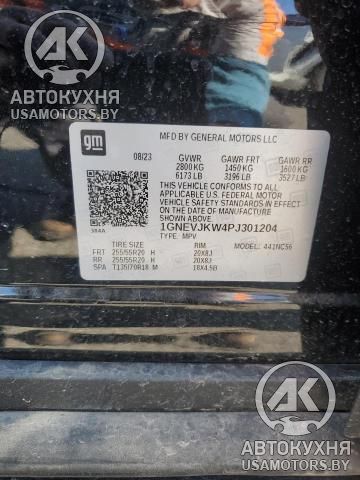 AK
АВТОКУХНЯ
USAMOTORS.BY
gm
MFD BY GENERAL MOTORS LLC
08/23 GVWR GAWR FRT GAWR RR
2800 KG 1450 KG 1600 KG
6173 LB 3196 LB 3527 LB
THIS VEHICLE CONFORMS TO ALL
APPLICABLE U.S. FEDERAL MOTOR
VEHICLE SAFETY STANDARDS IN EFFECT ON
THE DATE OF MANUFACTURE SHOWN ABOVE.
384A
1GNEVJKW4PJ301204
TYPE: MPV
TIRE SIZE RIM MODEL: 441NC56
FRT 255/55R20 H 20X8J
RR 255/55R20 H 20X8J
SPA T135/70R18 M 18X4.5B
AK
АВТОКУХНЯ
USAMOTORS.BY